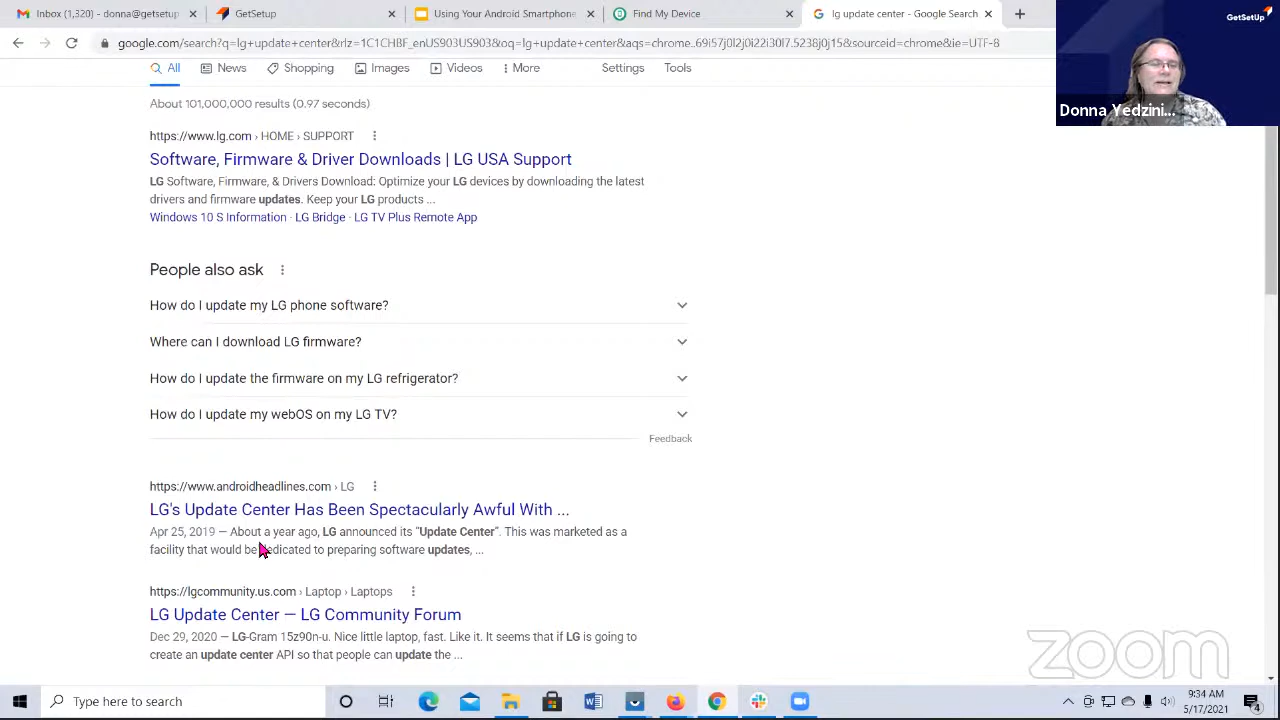 Inbox (1,320) - donna@getsetup
GetSetUp
Using Your Android Smartphone
Find My Device
lg update center - Google Search
GetSetUp
google.com/search?q=lg+update+center&rlz=1C1CHBF_enUS903US903&oq=lg+update+center&aqs=chrome..69i57j0l2j0i22i30l7.5238j0j15&sourceid=chrome&ie=UTF-8
All News Shopping Images Videos More Settings Tools
Donna Yedzini...
About 101,000,000 results (0.97 seconds)
https://www.lg.com › HOME › SUPPORT
Software, Firmware & Driver Downloads | LG USA Support
LG Software, Firmware, & Drivers Download: Optimize your LG devices by downloading the latest
drivers and firmware updates. Keep your LG products ...
Windows 10 S Information · LG Bridge · LG TV Plus Remote App
People also ask
How do I update my LG phone software?
Where can I download LG firmware?
How do I update the firmware on my LG refrigerator?
How do I update my webOS on my LG TV?
Feedback
https://www.androidheadlines.com › LG
LG's Update Center Has Been Spectacularly Awful With ...
Apr 25, 2019 — About a year ago, LG announced its "Update Center". This was marketed as a
facility that would be dedicated to preparing software updates, ...
https://lgcommunity.us.com › Laptop › Laptops
LG Update Center — LG Community Forum
Dec 29, 2020 — LG-Gram 15z90n-u. Nice little laptop, fast. Like it. It seems that if LG is going to
create an update center API so that people can update the ...
zoom
Type here to search
9:34 AM
5/17/2021
4